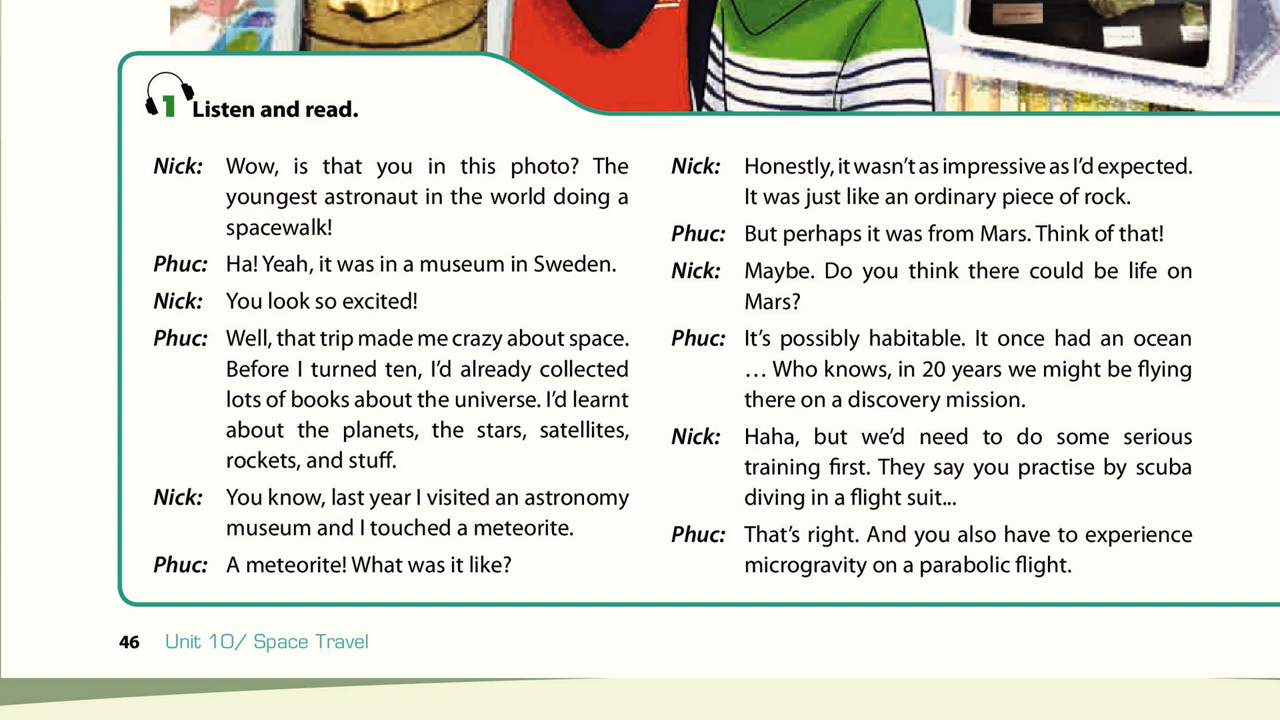 1 Listen and read.
Nick: Wow, is that you in this photo? The
youngest astronaut in the world doing a
spacewalk!
Phuc: Ha! Yeah, it was in a museum in Sweden.
Nick: You look so excited!
Phuc: Well, that trip made me crazy about space.
Before I turned ten, I'd already collected
lots of books about the universe. I'd learnt
about the planets, the stars, satellites,
rockets, and stuff.
Nick: You know, last year I visited an astronomy
museum and I touched a meteorite.
Phuc: A meteorite! What was it like?
Nick: Honestly, it wasn't as impressive as I'd expected.
It was just like an ordinary piece of rock.
Phuc: But perhaps it was from Mars. Think of that!
Nick: Maybe. Do you think there could be life on
Mars?
Phuc: It's possibly habitable. It once had an ocean
… Who knows, in 20 years we might be flying
there on a discovery mission.
Nick: Haha, but we'd need to do some serious
training first. They say you practise by scuba
diving in a flight suit...
Phuc: That's right. And you also have to experience
microgravity on a parabolic flight.
46 Unit 10/ Space Travel